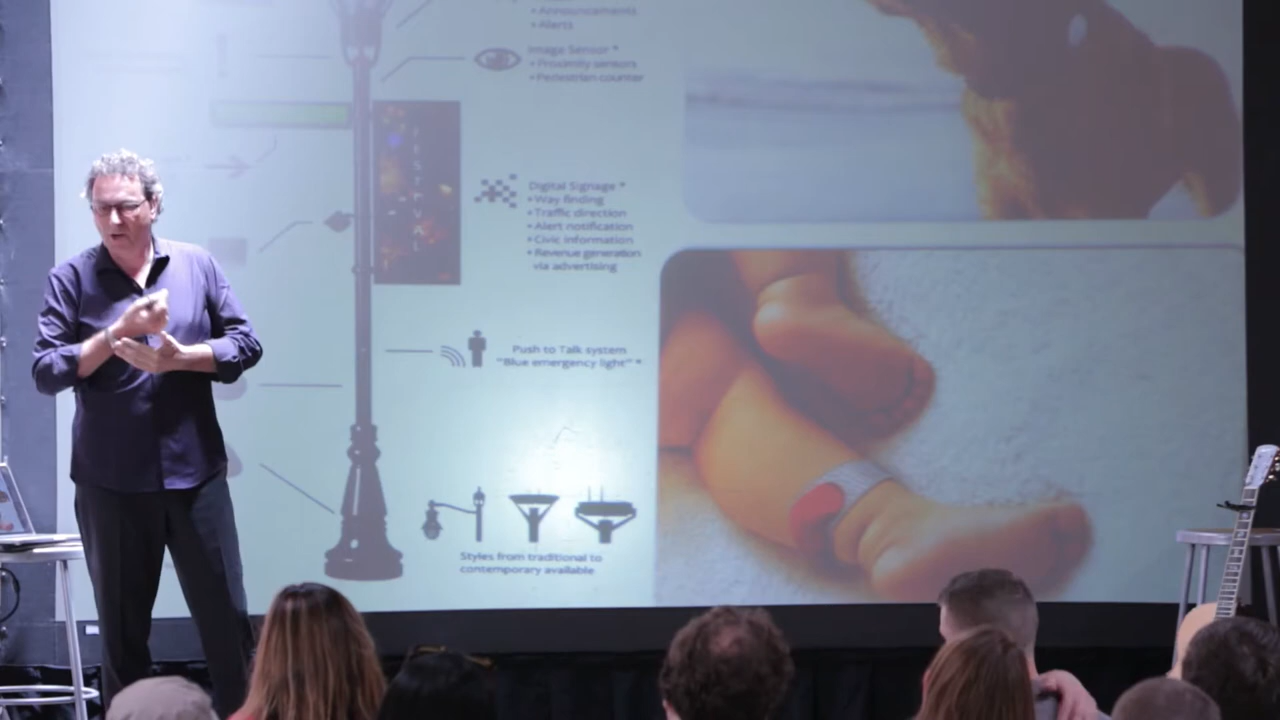 • Announcements
• Alerts
Image Sensor *
• Proximity sensors
• Pedestrian counter
Digital Signage *
• Way finding
• Traffic direction
• Alert notification
• Civic information
• Revenue generation
via advertising
Push to Talk system
"Blue emergency light" *
Styles from traditional to
contemporary available